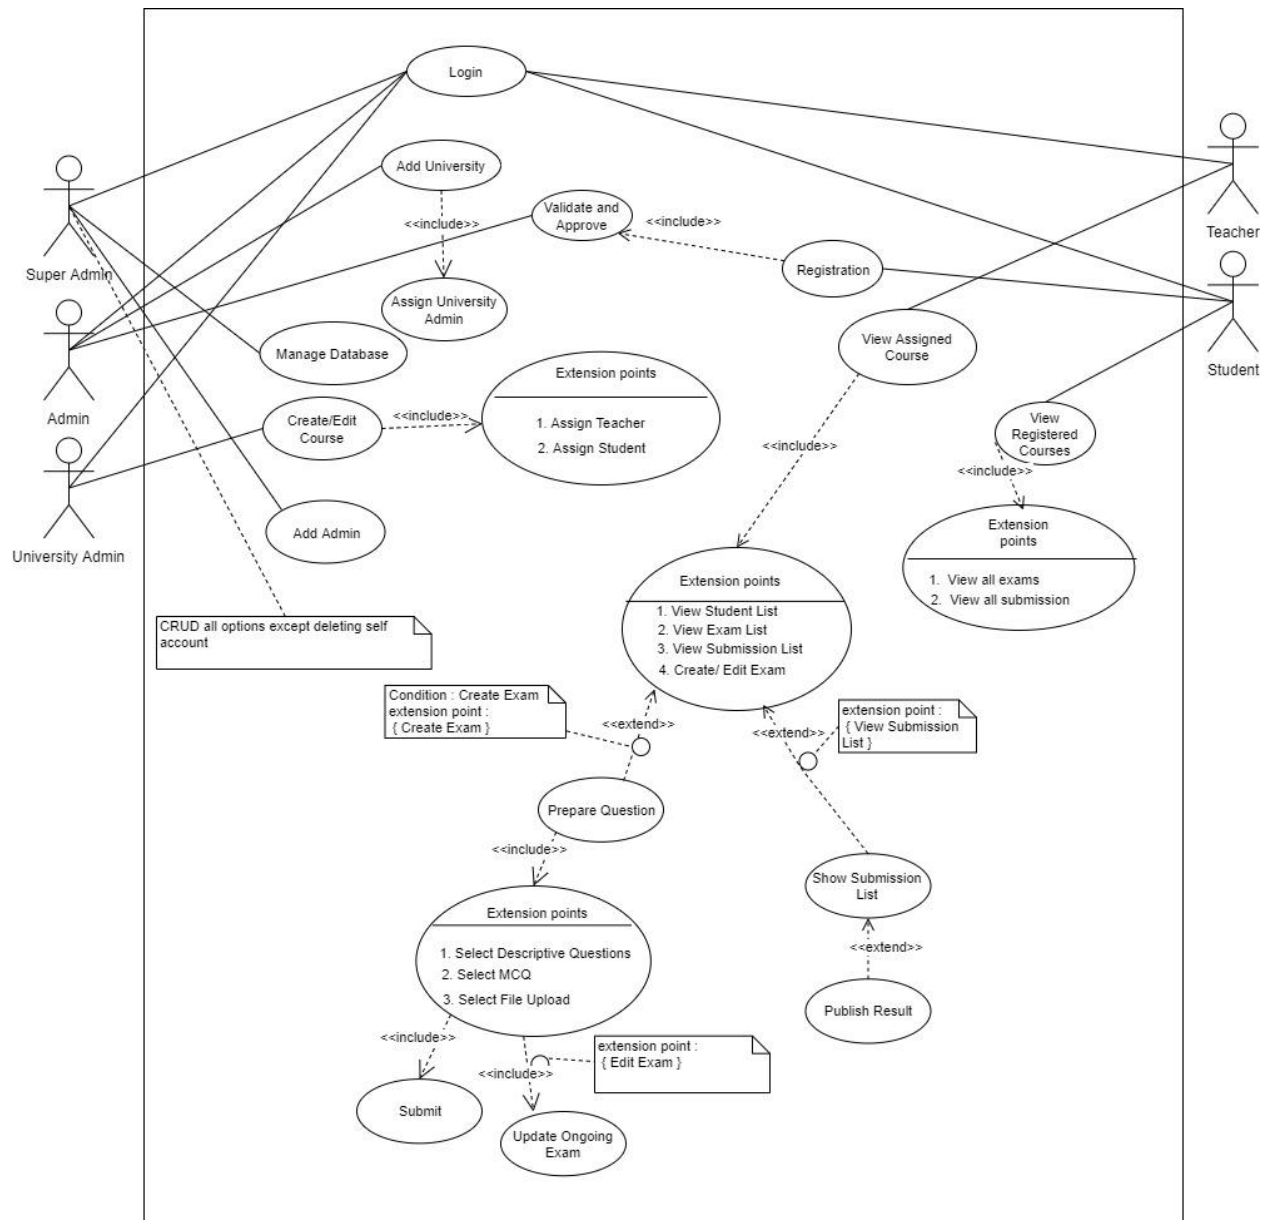 Login
Add University
<<include>>
Validate and
Approve
<<include>>
Teacher
Super Admin
Registration
Assign University
Admin
View Assigned
Course
Manage Database
Student
Extension points
1. Assign Teacher
2. Assign Student
Admin
Create/Edit
Course
<<include>>
<<include>>
View
Registered
Courses
<<include>>
University Admin
Add Admin
Extension
points
1. View all exams
2. View all submission
Extension points
1. View Student List
2. View Exam List
3. View Submission List
4. Create/ Edit Exam
CRUD all options except deleting self
account
Condition : Create Exam
extension point :
{ Create Exam }
<<extend>>
<<extend>>
extension point :
{ View Submission
List }
Prepare Question
<<include>>
Show Submission
List
Extension points
1. Select Descriptive Questions
2. Select MCQ
3. Select File Upload
<<extend>>
Publish Result
<<include>>
<<include>>
extension point :
{ Edit Exam }
Submit
Update Ongoing
Exam